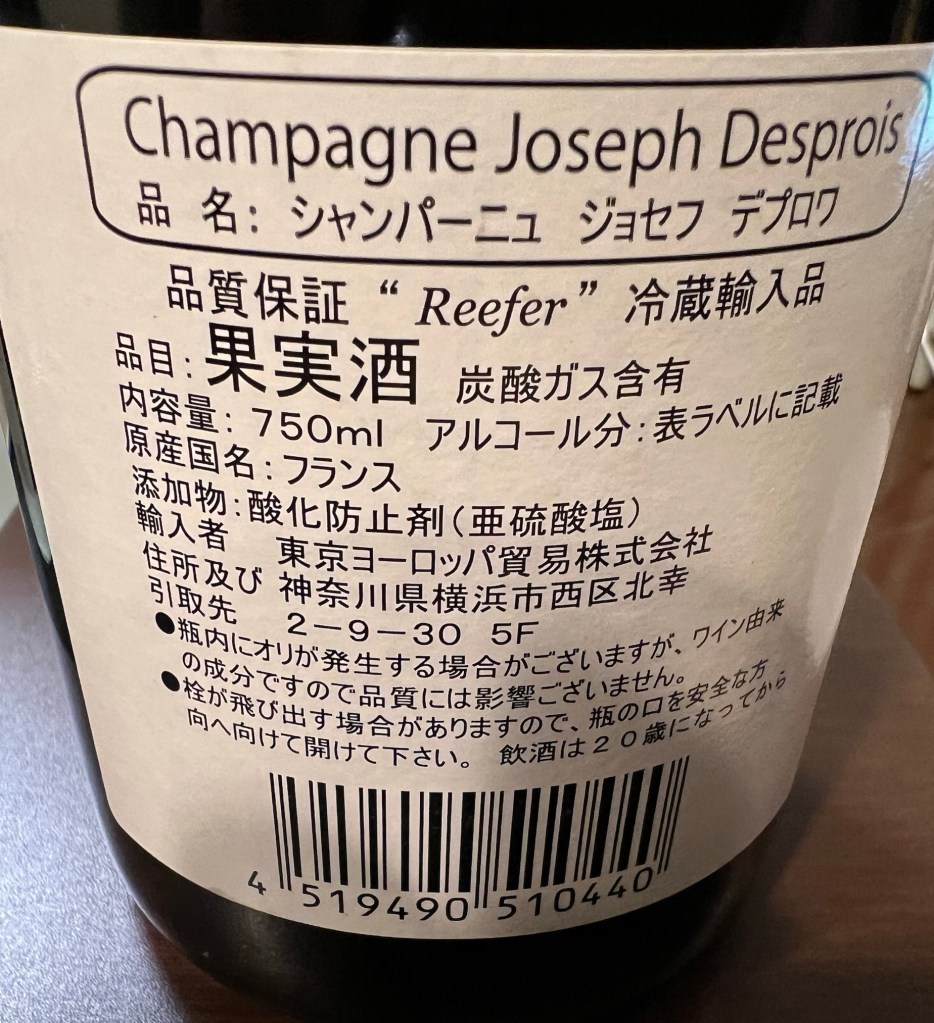 Champagne Joseph Desprois
品 名: シャンパーニュ ジョセフ デプロワ
品質保証 “ Reefer ” 冷蔵輸入品
品目: 果実酒 炭酸ガス含有
内容量: 750ml アルコール分:表ラベルに記載
原産国名:フランス
添加物:酸化防止剤(亜硫酸塩)
輸入者 東京ヨーロッパ貿易株式会社
住所及び 神奈川県横浜市西区北幸
引取先 2-9-30 5F
●瓶内にオリが発生する場合がございますが、ワイン由来
の成分ですので品質には影響ございません。
●栓が飛び出す場合がありますので、瓶の口を安全な方
向へ向けて開けて下さい。 飲酒は20歳になってから
4 519490 510440